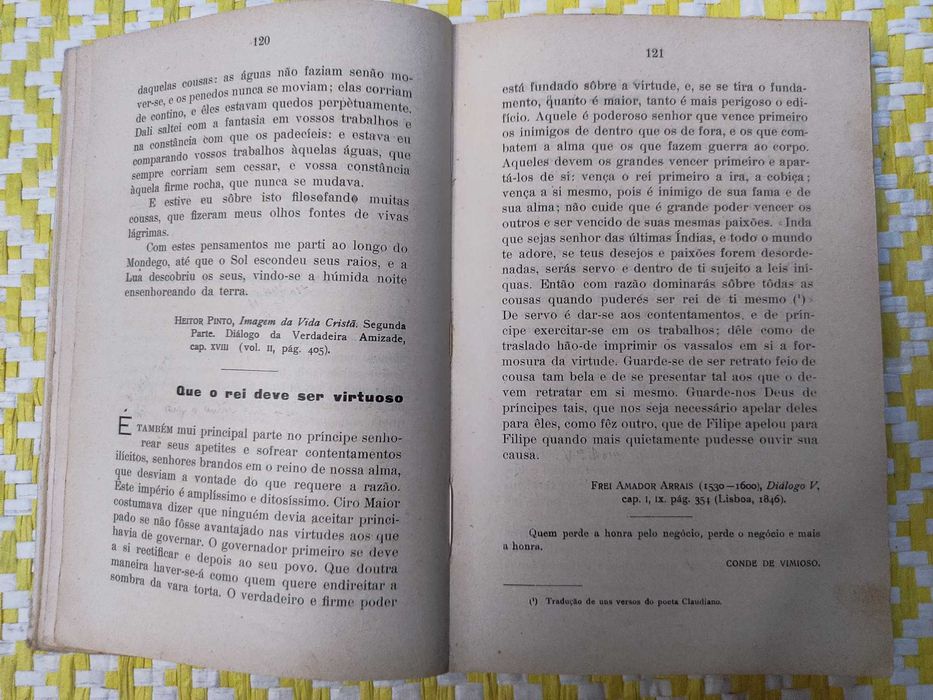 120
daquelas cousas: as águas não faziam senão mo-
ver-se, e os penedos nunca se moviam; elas corriam
de contino, e êles estavam quedos perpètuamente.
Dali saltei com a fantasia em vossos trabalhos e
na constância com que os padecíeis: e estava eu
comparando vossos trabalhos àquelas águas, que
sempre corriam sem cessar, e vossa constância
àquela firme rocha, que nunca se mudava.
E estive eu sôbre isto filosofando muitas
cousas, que fizeram meus olhos fontes de vivas
lágrimas.
Com estes pensamentos me parti ao longo do
Mondego, até que o Sol escondeu seus raios, e a
Lua descobriu os seus, vindo-se a húmida noite
ensenhoreando da terra.
HEITOR PINTO, Imagem da Vida Cristã. Segunda
Parte. Diálogo da Verdadeira Amizade,
cap. XVIII (vol. II, pág. 405).
Que o rei deve ser virtuoso
É TAMBÉM mui principal parte no príncipe senho-
rear seus apetites e sofrear contentamentos
ilícitos, senhores brandos em o reino de nossa alma,
que desviam a vontade do que requere a razão.
Êste império é amplíssimo e ditosíssimo. Ciro Maior
costumava dizer que ninguém devia aceitar princi-
pado se não fôsse avantajado nas virtudes aos que
havia de governar. O governador primeiro se deve
a si rectificar e depois ao seu povo. Que doutra
maneira haver-se-á como quem quere endireitar a
sombra da vara torta. O verdadeiro e firme poder
121
está fundado sôbre a virtude, e, se se tira o funda-
mento, quanto é maior, tanto é mais perigoso o edi-
fício. Aquele é poderoso senhor que vence primeiro
os inimigos de dentro que os de fora, e os que com-
batem a alma que os que fazem guerra ao corpo.
Aqueles devem os grandes vencer primeiro e apar-
tá-los de si: vença o rei primeiro a ira, a cobiça;
vença a si mesmo, pois é inimigo de sua fama e de
sua alma; não cuide que é grande poder vencer os
outros e ser vencido de suas mesmas paixões. Inda
que sejas senhor das últimas Índias, e todo o mundo
te adore, se teus desejos e paixões forem desorde-
nadas, serás servo e dentro de ti sujeito a leis iní-
quas. Então com razão dominarás sôbre tôdas as
cousas quando puderés ser rei de ti mesmo (¹)
De servo é dar-se aos contentamentos, e de prín-
cipe exercitar-se em os trabalhos; dêle como de
traslado hão-de imprimir os vassalos em si a for-
mosura da virtude. Guarde-se de ser retrato feio de
cousa tam bela e de se presentar tal aos que o de-
vem retratar em si mesmo. Guarde-nos Deus de
príncipes tais, que nos seja necessário apelar deles
para êles, como fêz outro, que de Filipe apelou para
Filipe quando mais quietamente pudesse ouvir sua
causa.
FREI AMADOR ARRAIS (1530—1600), Diálogo V,
cap. I, IX. pág. 354 (Lisboa, 1846).
Quem perde a honra pelo negócio, perde o negócio e mais
a honra.
CONDE DE VIMIOSO.
(¹) Tradução de uns versos do poeta Claudiano.